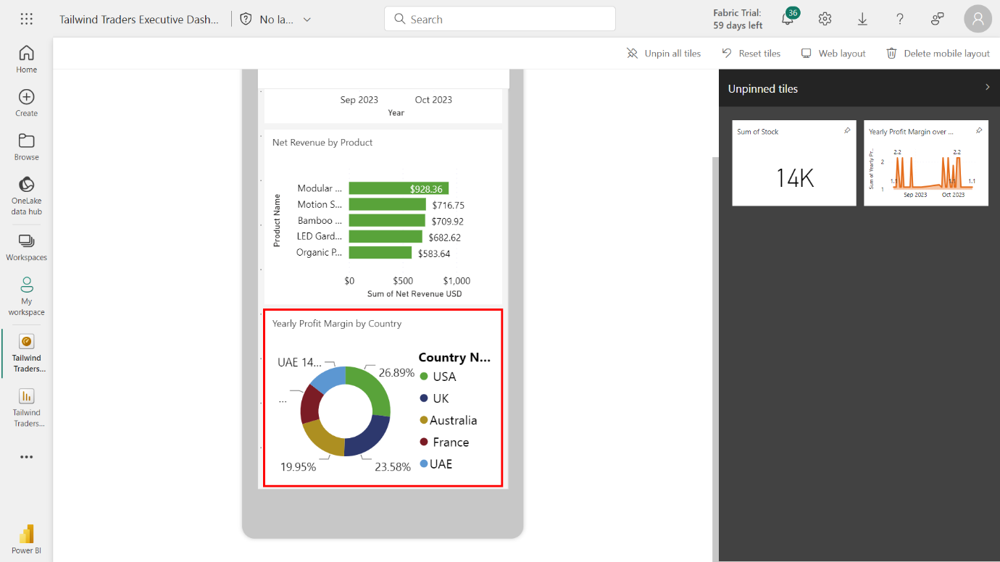 Tailwind Traders Executive Dash...
No la...
Search
Fabric Trial:
59 days left
36
Home
Create
Browse
OneLake
data hub
Workspaces
My
workspace
Tailwind
Traders...
Tailwind
Traders...
Power BI
Unpin all tiles
Reset tiles
Web layout
Delete mobile layout
Sep 2023
Oct 2023
Year
Net Revenue by Product
Product Name
Modular ...
$928.36
Motion S...
$716.75
Bamboo ...
$709.92
LED Gard...
$682.62
Organic P...
$583.64
$0
$500
$1,000
Sum of Net Revenue USD
Yearly Profit Margin by Country
UAE 14...
26.89%
...
19.95%
23.58%
Country N...
USA
UK
Australia
France
UAE
Unpinned tiles
Sum of Stock
14K
Yearly Profit Margin over ...
Sum of Yearly Pr...
2.2
2.2
2
1.1
1.1
1.1
1
Sep 2023
Oct 2023